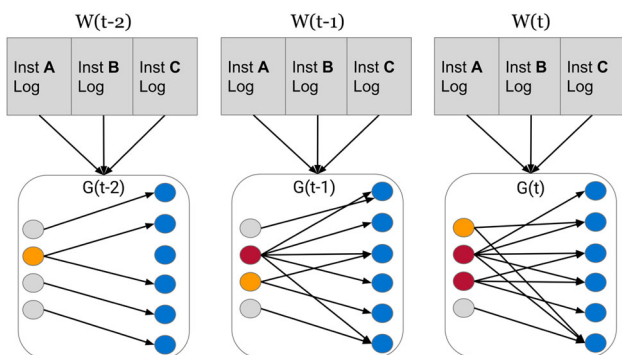 W(t-2)
Inst A Log
Inst B Log
Inst C Log
G(t-2)
W(t-1)
Inst A Log
Inst B Log
Inst C Log
G(t-1)
W(t)
Inst A Log
Inst B Log
Inst C Log
G(t)